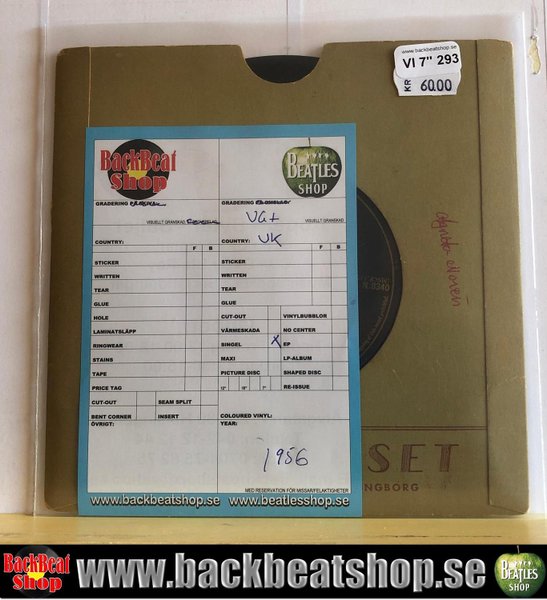 www.backbeatshop.se
VI 7" 293
KR 60.00
BackBeat
Shop
BEATLES
SHOP
GRADERING
GRADERING
VISUELLT GRANSKAD
VG+
VISUELLT GRANSKAD
COUNTRY:
F B
COUNTRY:
UK
F B
STICKER
STICKER
WRITTEN
WRITTEN
TEAR
TEAR
GLUE
GLUE
HOLE
CUT-OUT
VINYLBUBBLOR
LAMINATSLÄPP
VÄRMESKADA
NO CENTER
RINGWEAR
SINGEL
X
EP
STAINS
MAXI
LP-ALBUM
TAPE
PICTURE DISC
SHAPED DISC
PRICE TAG
12" 10" 7"
RE-ISSUE
CUT-OUT
SEAM SPLIT
BENT CORNER
INSERT
COLOURED VINYL:
ÖVRIGT:
YEAR:
1956
MED RESERVATION FÖR MISSAR/FELAKTIGHETER
www.backbeatshop.se
www.beatlesshop.se
SET
NGBORG
BackBeat
Shop
www.backbeatshop.se
BEATLES
SHOP